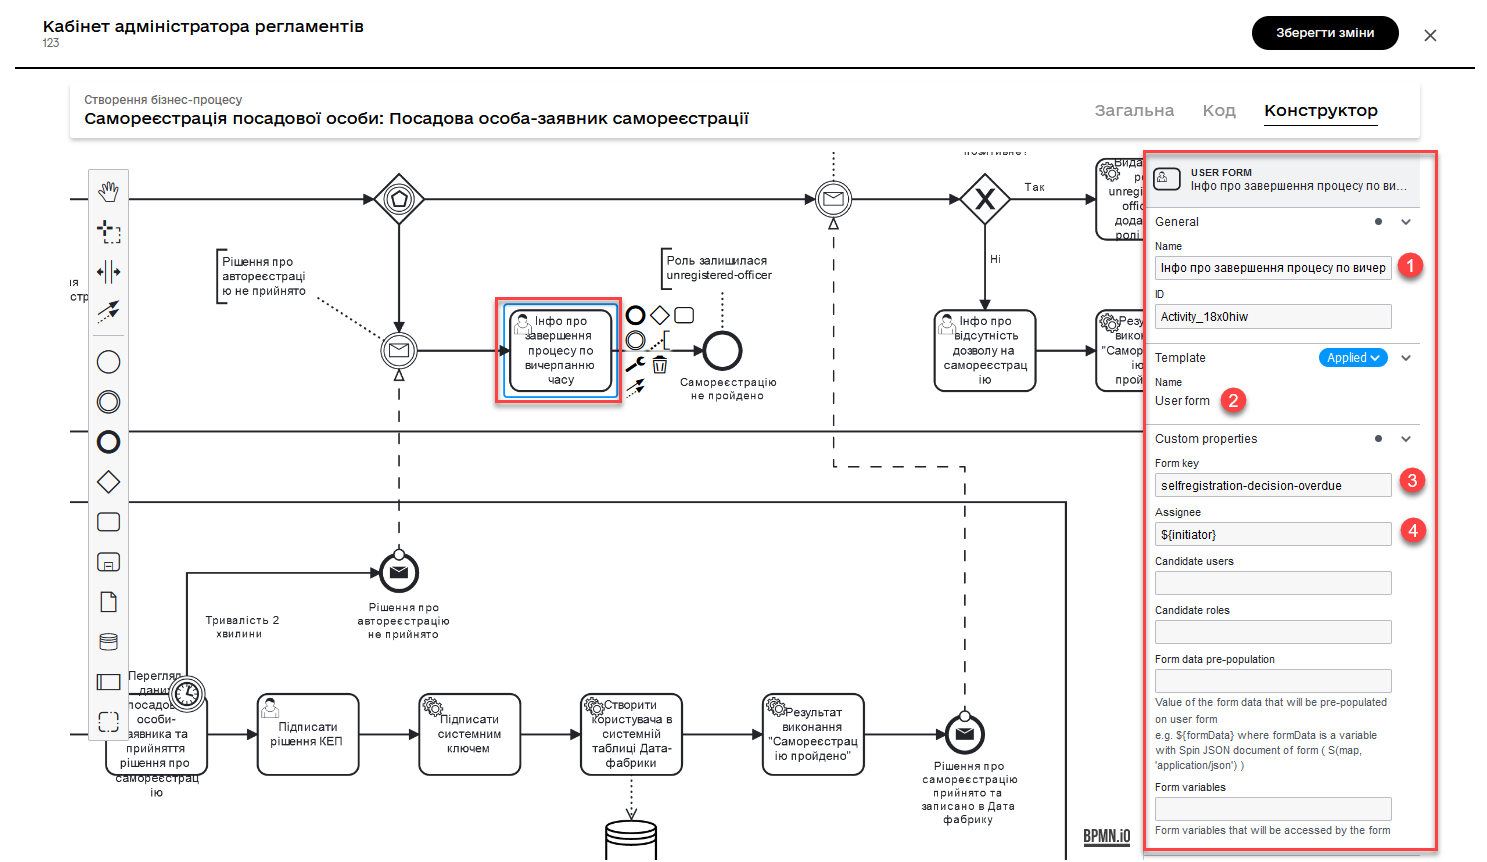 Кабінет адміністратора регламентів
123
Зберегти зміни
Створення бізнес-процесу
Самореєстрація посадової особи: Посадова особа-заявник самореєстрації
Загальна
Код
Конструктор
Так
Ні
Рішення про
автореєстраці
ю не прийнято
Роль залишилася
unregistered-officer
Інфо про
завершення
процесу по
вичерпанню
часу
Самореєстрацію
не пройдено
Інфо про
відсутність
дозволу на
самореєстрац
ію
Рішення про
автореєстрацію
не прийнято
Тривалість 2
хвилини
Перегляд
даних
посадової
особи-
заявника та
прийняття
рішення про
самореєстрац
ію
Підписати
рішення КЕП
Підписати
системним
ключем
Створити
користувача в
системній
таблиці Дата-
фабрики
Результат
виконання
"Самореєстрац
ію пройдено"
Рішення про
самореєстрацію
прийнято та
записано в Дата
фабрику
BPMN.iO
USER FORM
Інфо про завершення процесу по ви...
General
Name
Інфо про завершення процесу по вичер
1
ID
Activity_18x0hiw
Template
Applied
Name
User form
2
Custom properties
Form key
selfregistration-decision-overdue
3
Assignee
${initiator}
4
Candidate users
Candidate roles
Form data pre-population
Value of the form data that will be pre-populated
on user form
e.g. ${formData} where formData is a variable
with Spin JSON document of form ( S(map,
'application/json') )
Form variables
Form variables that will be accessed by the form